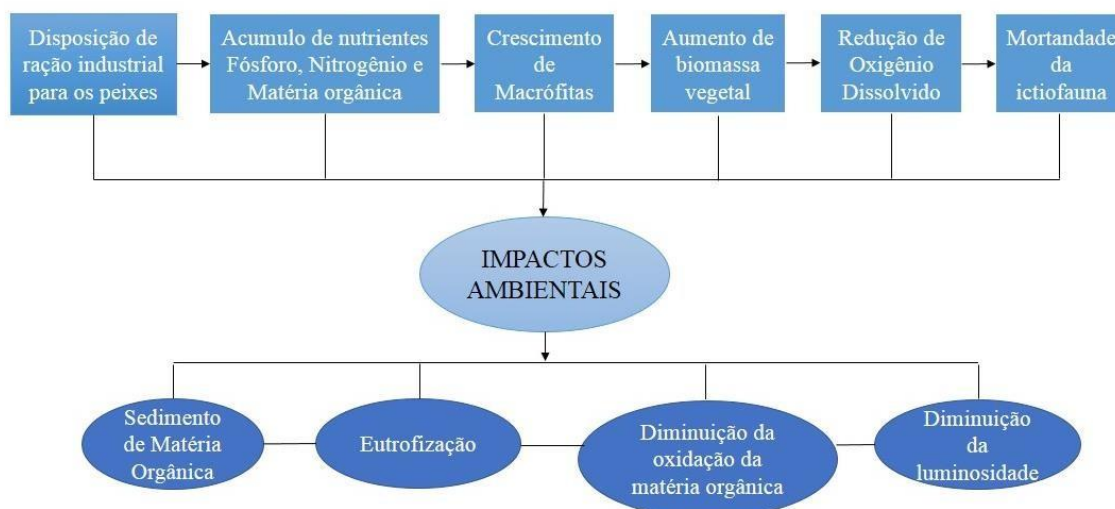 Disposição de
ração industrial
para os peixes
Acumulo de nutrientes
Fósforo, Nitrogênio e
Matéria orgânica
Crescimento
de
Macrófitas
Aumento de
biomassa
vegetal
Redução de
Oxigênio
Dissolvido
Mortandade
da
ictiofauna
IMPACTOS
AMBIENTAIS
Sedimento
de Matéria
Orgânica
Eutrofização
Diminuição da
oxidação da
matéria orgânica
Diminuição
da
luminosidade